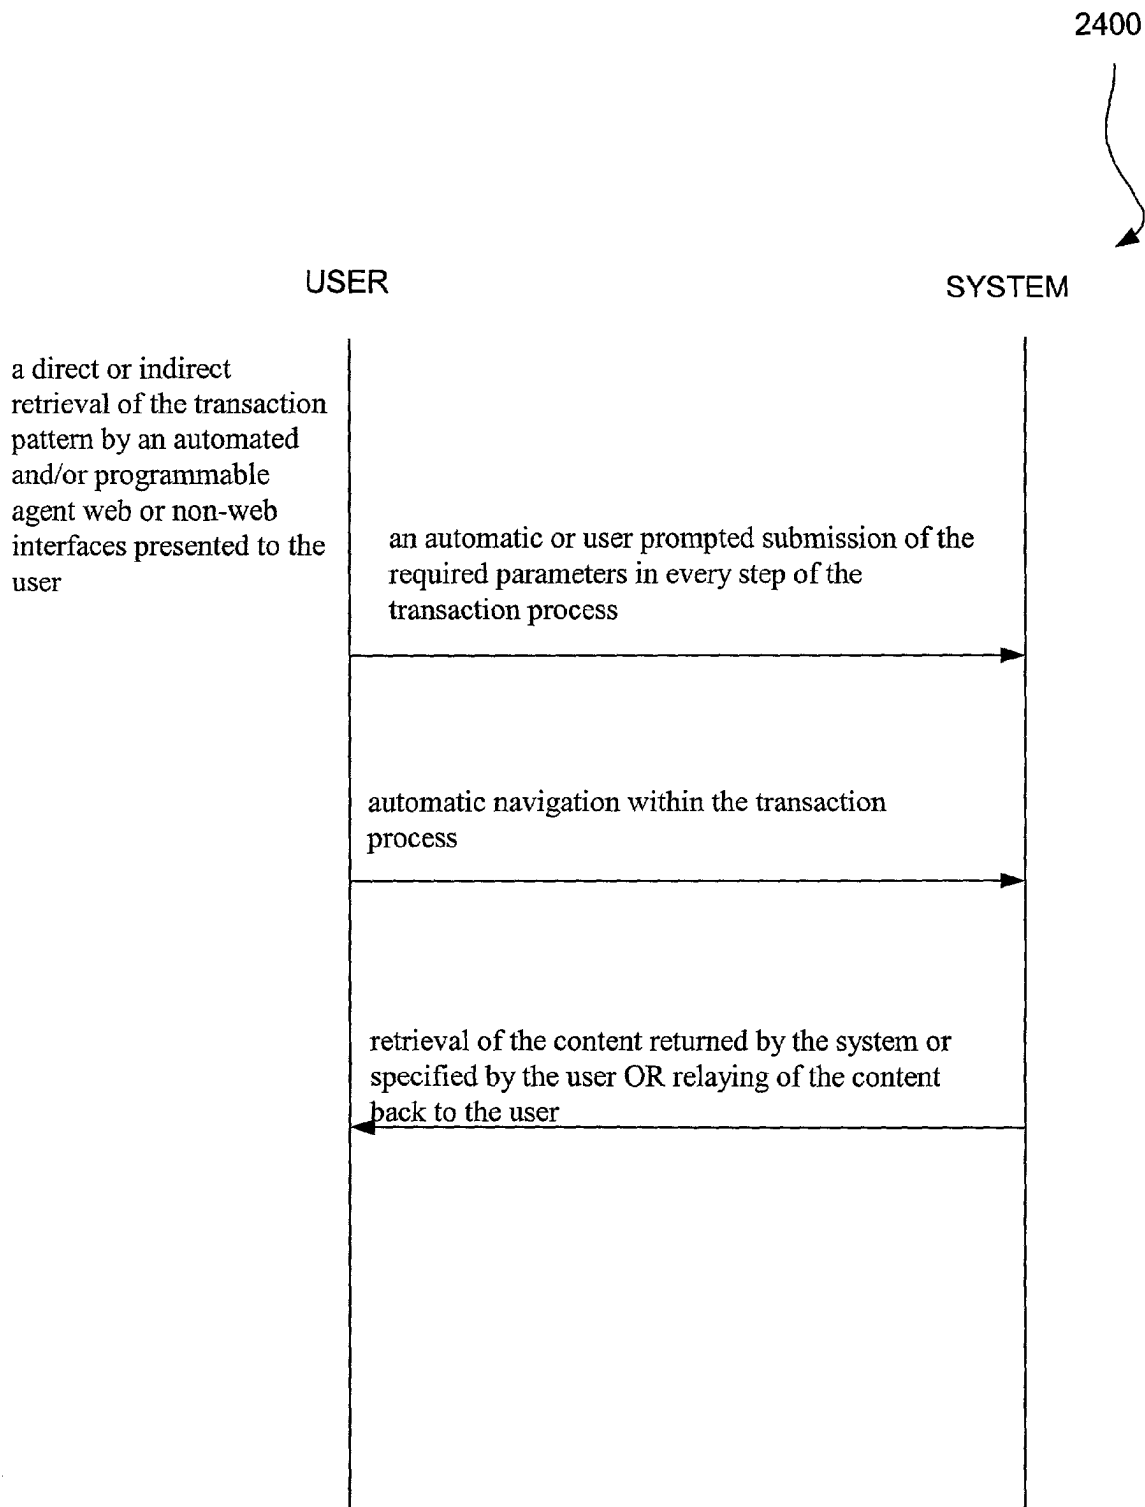 2400
USER
SYSTEM
a direct or indirect
retrieval of the transaction
pattern by an automated
and/or programmable
agent web or non-web
interfaces presented to the
user
an automatic or user prompted submission of the
required parameters in every step of the
transaction process
automatic navigation within the transaction
process
retrieval of the content returned by the system or
specified by the user OR relaying of the content
back to the user